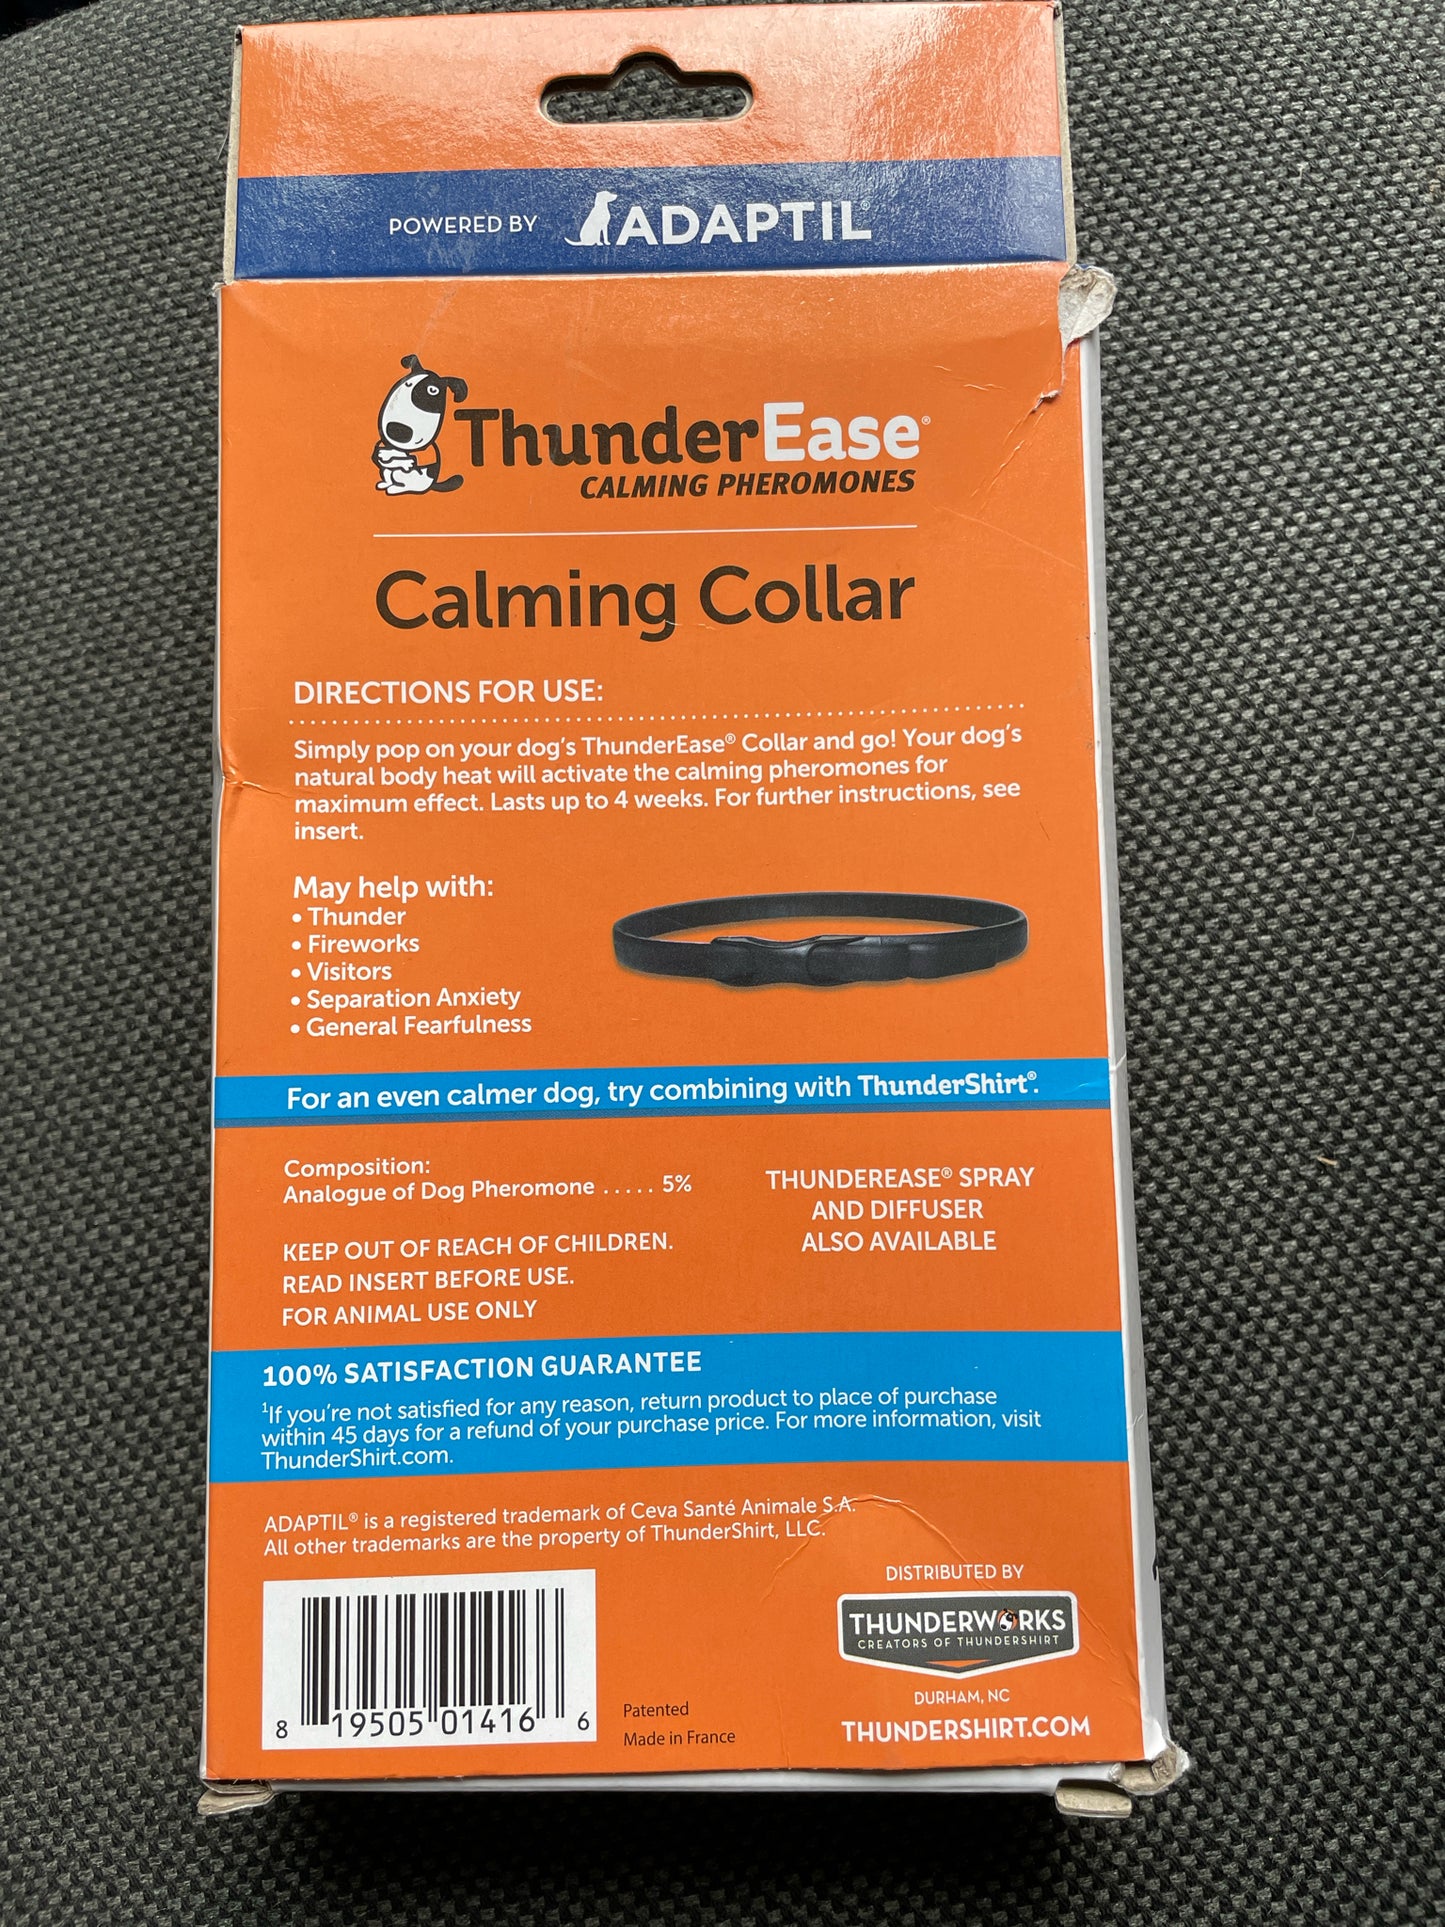 POWERED BY ADAPTIL®
ThunderEase®
CALMING PHEROMONES
Calming Collar
DIRECTIONS FOR USE:
Simply pop on your dog's ThunderEase® Collar and go! Your dog's
natural body heat will activate the calming pheromones for
maximum effect. Lasts up to 4 weeks. For further instructions, see
insert.
May help with:
• Thunder
• Fireworks
• Visitors
• Separation Anxiety
• General Fearfulness
For an even calmer dog, try combining with ThunderShirt®.
Composition:
Analogue of Dog Pheromone ..... 5%
KEEP OUT OF REACH OF CHILDREN.
READ INSERT BEFORE USE.
FOR ANIMAL USE ONLY
THUNDEREASE® SPRAY
AND DIFFUSER
ALSO AVAILABLE
100% SATISFACTION GUARANTEE
¹If you're not satisfied for any reason, return product to place of purchase
within 45 days for a refund of your purchase price. For more information, visit
ThunderShirt.com.
ADAPTIL® is a registered trademark of Ceva Santé Animale S.A.
All other trademarks are the property of ThunderShirt, LLC.
8 19505 01416 6
Patented
Made in France
DISTRIBUTED BY
THUNDERWORKS
CREATORS OF THUNDERSHIRT
DURHAM, NC
THUNDERSHIRT.COM